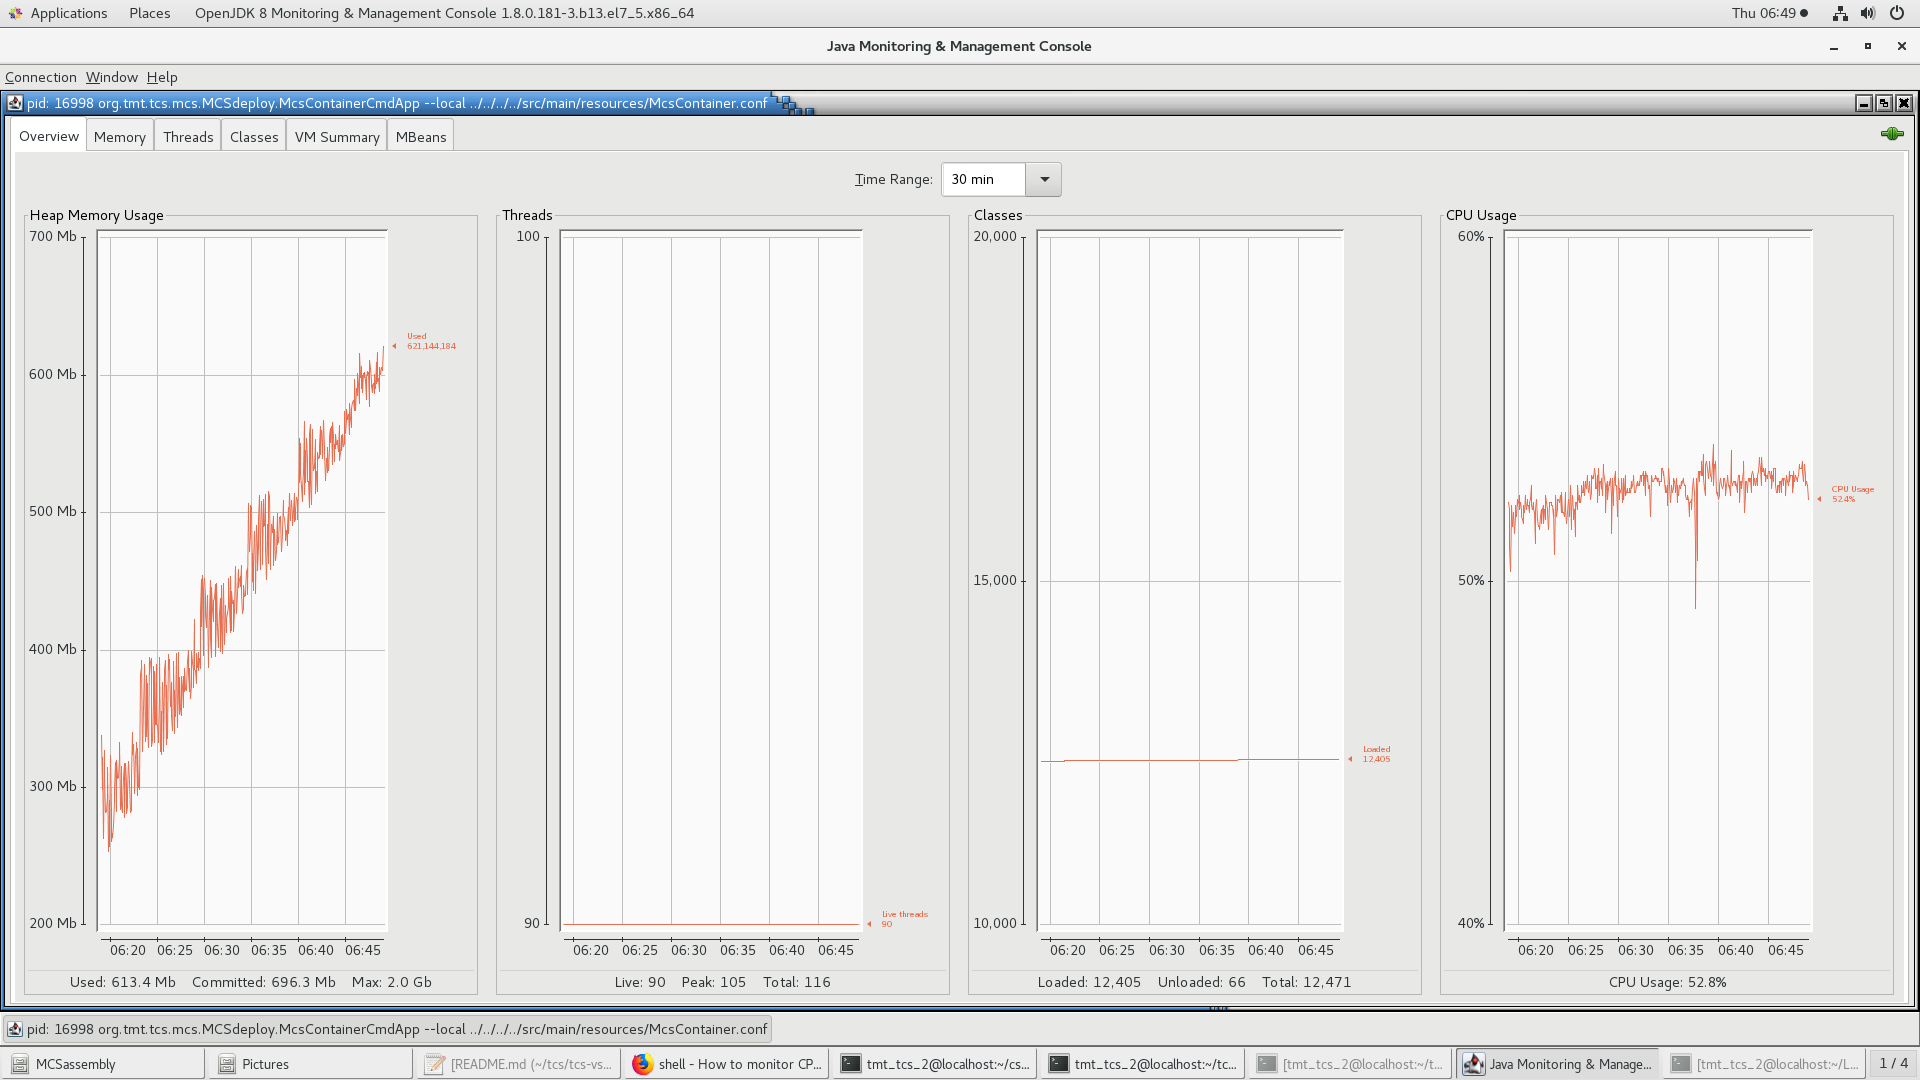 Applications Places OpenJDK 8 Monitoring & Management Console 1.8.0.181-3.b13.el7_5.x86_64 Thu 06:49
Java Monitoring & Management Console
Connection Window Help
pid: 16998 org.tmt.tcs.mcs.MCSdeploy.McsContainerCmdApp --local ../../../../src/main/resources/McsContainer.conf
Overview Memory Threads Classes VM Summary MBeans
Time Range: 30 min
Heap Memory Usage
700 Mb
600 Mb
500 Mb
400 Mb
300 Mb
200 Mb
Used
621,144,184
06:20 06:25 06:30 06:35 06:40 06:45
Used: 613.4 Mb Committed: 696.3 Mb Max: 2.0 Gb
Threads
100
90
Live threads
90
06:20 06:25 06:30 06:35 06:40 06:45
Live: 90 Peak: 105 Total: 116
Classes
20,000
15,000
10,000
Loaded
12,405
06:20 06:25 06:30 06:35 06:40 06:45
Loaded: 12,405 Unloaded: 66 Total: 12,471
CPU Usage
60%
50%
40%
CPU Usage
52.4%
06:20 06:25 06:30 06:35 06:40 06:45
CPU Usage: 52.8%
pid: 16998 org.tmt.tcs.mcs.MCSdeploy.McsContainerCmdApp --local ../../../../src/main/resources/McsContainer.conf
MCSassembly Pictures [README.md (~/tcs/tcs-vs... shell - How to monitor CP... tmt_tcs_2@localhost:~/cs... tmt_tcs_2@localhost:~/tc... [tmt_tcs_2@localhost:~/t... Java Monitoring & Manage... [tmt_tcs_2@localhost:~/L... 1 / 4